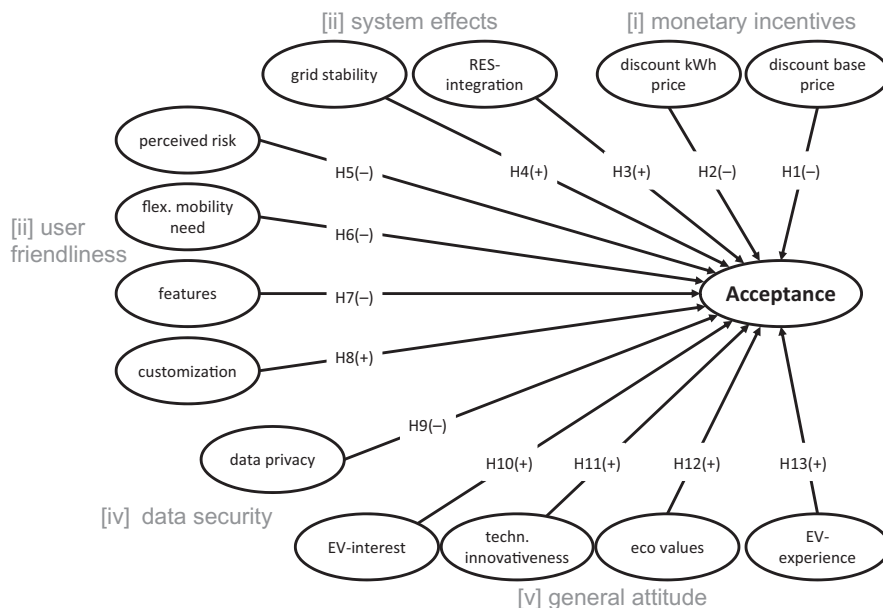 [ii] system effects
[i] monetary incentives
grid stability
RES-
integration
discount kWh
price
discount base
price
perceived risk
H5(–)
H4(+)
H3(+)
H2(–)
H1(–)
[ii] user
friendliness
flex. mobility
need
H6(–)
features
H7(–)
Acceptance
customization
H8(+)
H9(–)
data privacy
H10(+)
H11(+)
H12(+)
H13(+)
[iv] data security
EV-interest
techn.
innovativeness
eco values
EV-
experience
[v] general attitude